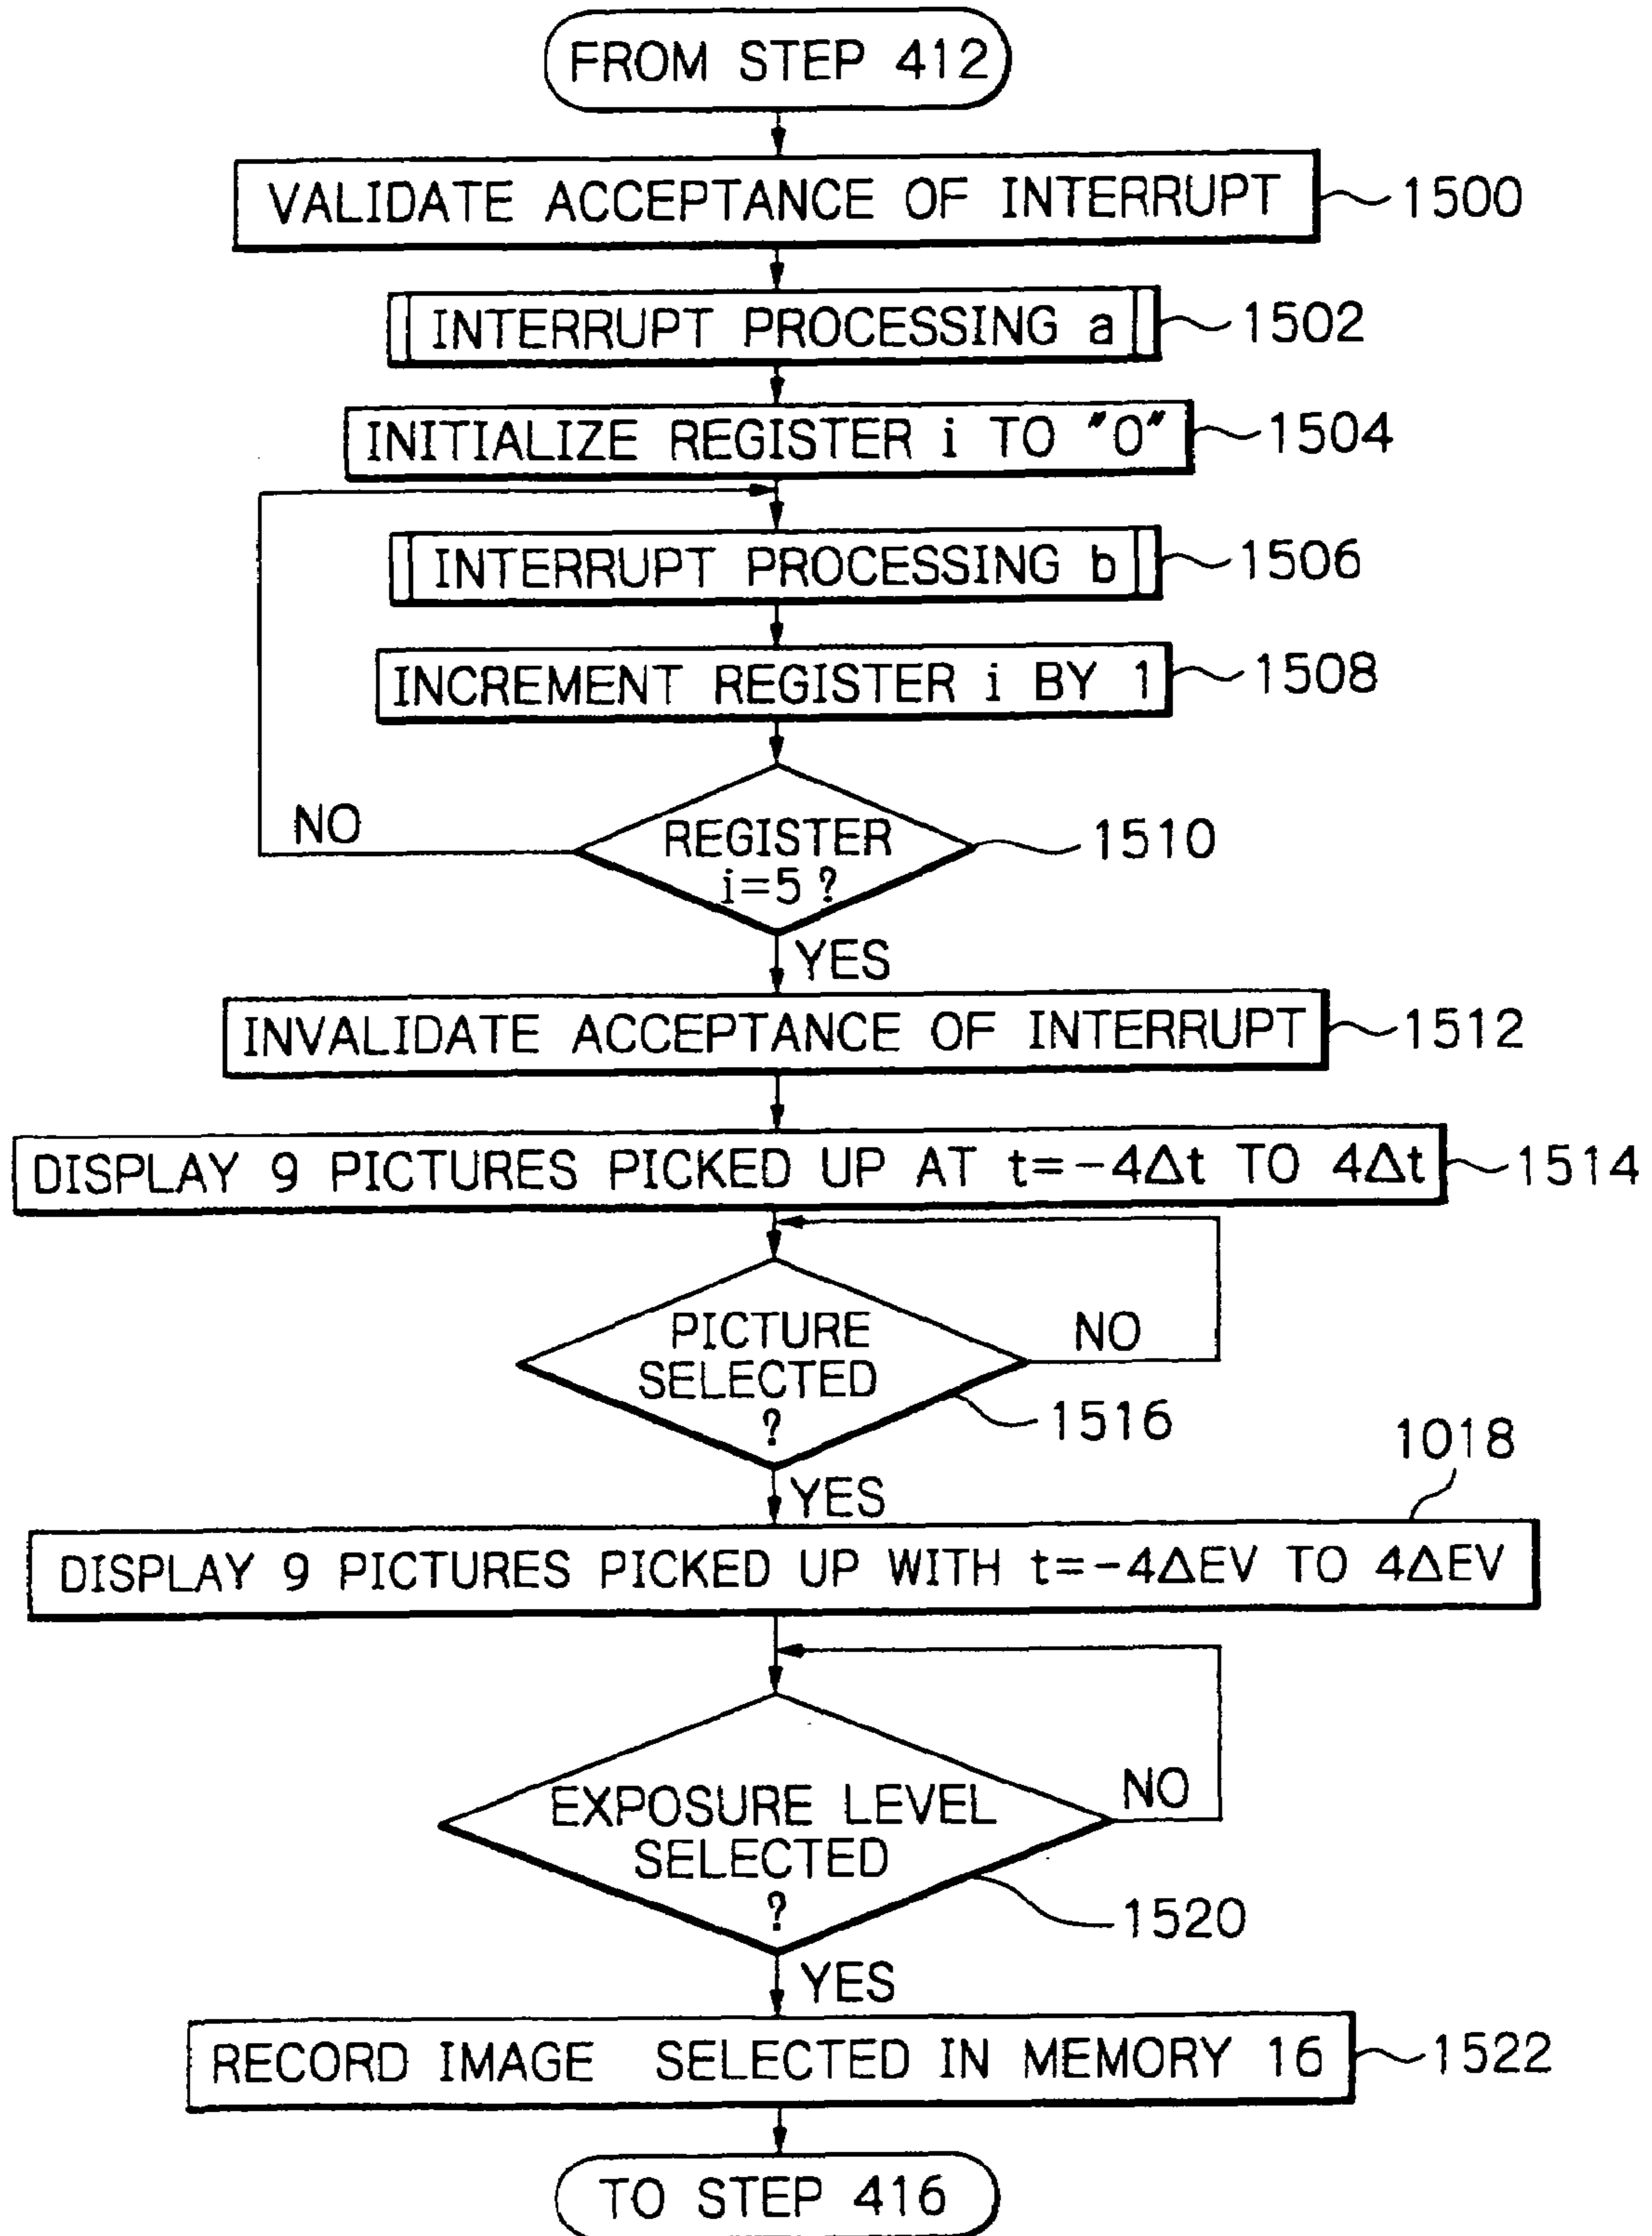 FROM STEP 412
VALIDATE ACCEPTANCE OF INTERRUPT
1500
INTERRUPT PROCESSING a
1502
INITIALIZE REGISTER i TO "0"
1504
INTERRUPT PROCESSING b
1506
INCREMENT REGISTER i BY 1
1508
NO
REGISTER
i=5?
1510
YES
INVALIDATE ACCEPTANCE OF INTERRUPT
1512
DISPLAY 9 PICTURES PICKED UP AT t=-4Δt TO 4Δt
1514
PICTURE
SELECTED
?
NO
1516
YES
1018
DISPLAY 9 PICTURES PICKED UP WITH t=-4ΔEV TO 4ΔEV
EXPOSURE LEVEL
SELECTED
?
NO
1520
YES
RECORD IMAGE SELECTED IN MEMORY 16
1522
TO STEP 416